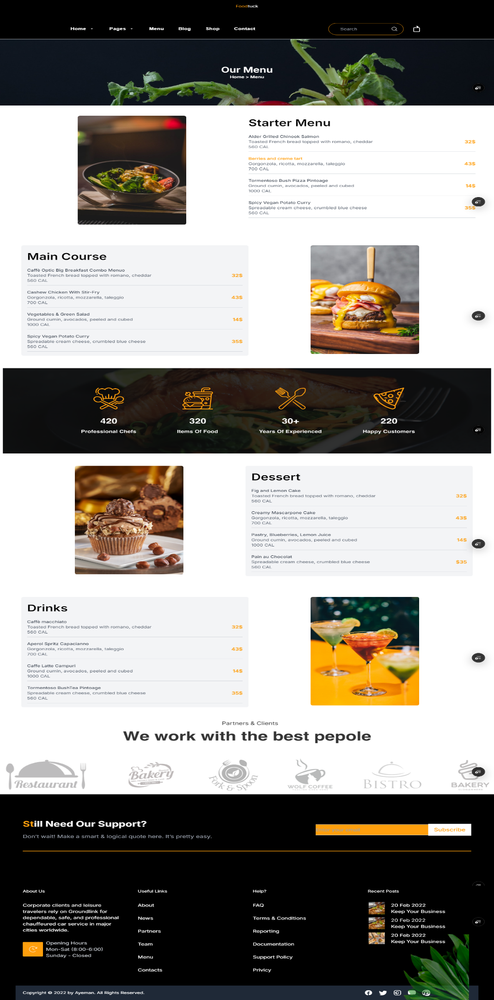 Foodtuck
Home Pages Menu Blog Shop Contact Search
Our Menu
Home > Menu
Starter Menu
Alder Grilled Chinook Salmon
Toasted French bread topped with romano, cheddar 32$
560 CAL
Berries and creme tart
Gorgonzola, ricotta, mozzarella, taleggio 43$
700 CAL
Tormentoso Bush Pizza Pintoage
Ground cumin, avocados, peeled and cubed 14$
1000 CAL
Spicy Vegan Potato Curry
Spreadable cream cheese, crumbled blue cheese 35$
560 CAL
Main Course
Caffè Optic Big Breakfast Combo Menuo
Toasted French bread topped with romano, cheddar 32$
560 CAL
Cashew Chicken With Stir-Fry
Gorgonzola, ricotta, mozzarella, taleggio 43$
700 CAL
Vegetables & Green Salad
Ground cumin, avocados, peeled and cubed 14$
1000 CAL
Spicy Vegan Potato Curry
Spreadable cream cheese, crumbled blue cheese 35$
560 CAL
420 320 30+ 220
Professional Chefs Items Of Food Years Of Experienced Happy Customers
Dessert
Fig and Lemon Cake
Toasted French bread topped with romano, cheddar 32$
560 CAL
Creamy Mascarpone Cake
Gorgonzola, ricotta, mozzarella, taleggio 43$
700 CAL
Pastry, Blueberries, Lemon Juice
Ground cumin, avocados, peeled and cubed 14$
1000 CAL
Pain au Chocolat
Spreadable cream cheese, crumbled blue cheese $35
560 CAL
Drinks
Caffè macchiato
Toasted French bread topped with romano, cheddar 32$
560 CAL
Aperol Spritz Capacianno
Gorgonzola, ricotta, mozzarella, taleggio 43$
700 CAL
Caffe Latte Campuri
Ground cumin, avocados, peeled and cubed 14$
1000 CAL
Tormentoso BushTea Pintoage
Spreadable cream cheese, crumbled blue cheese 35$
560 CAL
Partners & Clients
We work with the best pepole
Restaurant
Bakery
Fork & Spoon
WOLF COFFEE
BISTRO
BAKERY
Still Need Our Support?
Don't wait! Make a smart & logical quote here. It's pretty easy.
Enter your email Subscribe
About Us
Corporate clients and leisure
travelers rely on Groundlink for
dependable, safe, and professional
chauffeured car service in major
cities worldwide.
Opening Hours
Mon-Sat (8:00-6:00)
Sunday - Closed
Useful Links
About
News
Partners
Team
Menu
Contacts
Help?
FAQ
Terms & Conditions
Reporting
Documentation
Support Policy
Privicy
Recent Posts
20 Feb 2022
Keep Your Business
20 Feb 2022
Keep Your Business
20 Feb 2022
Keep Your Business
Copyright © 2022 by Ayeman. All Rights Reserved.